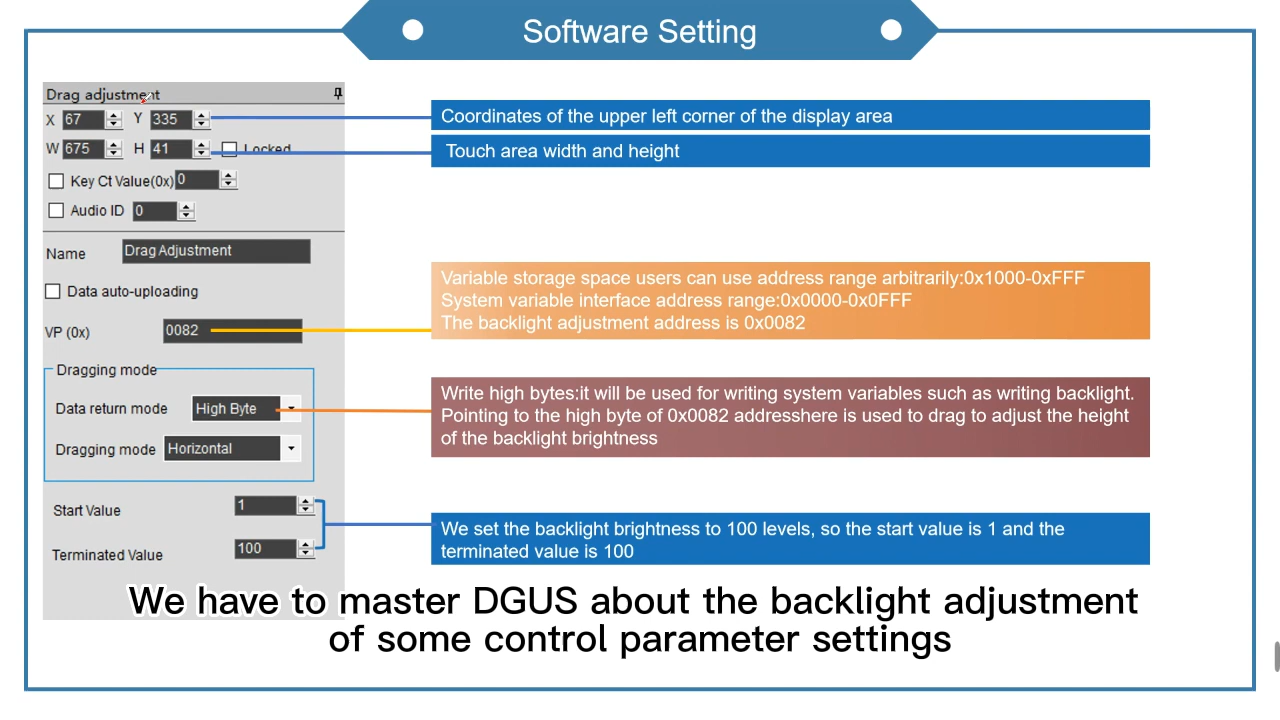 Software Setting
Drag adjustment
X 67 Y 335
Coordinates of the upper left corner of the display area
W 675 H 41 Locked
Touch area width and height
Key Ct Value(0x) 0
Audio ID 0
Name Drag Adjustment
Data auto-uploading
VP (0x) 0082
Variable storage space users can use address range arbitrarily:0x1000-0xFFF
System variable interface address range:0x0000-0x0FFF
The backlight adjustment address is 0x0082
Dragging mode
Data return mode High Byte
Dragging mode Horizontal
Write high bytes:it will be used for writing system variables such as writing backlight.
Pointing to the high byte of 0x0082 addresshere is used to drag to adjust the height
of the backlight brightness
Start Value 1
Terminated Value 100
We set the backlight brightness to 100 levels, so the start value is 1 and the
terminated value is 100
We have to master DGUS about the backlight adjustment
of some control parameter settings